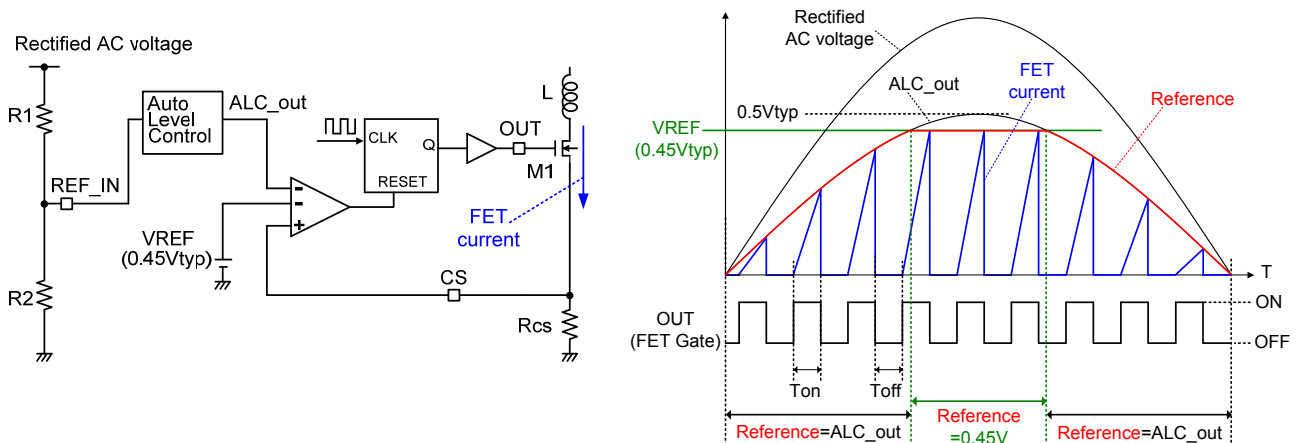 Rectified AC voltage
R1
Auto
Level
Control
ALC_out
REF_IN
VREF
(0.45Vtyp)
R2
CLK
Q
RESET
OUT
L
M1
FET
current
CS
Rcs
Rectified
AC voltage
ALC_out
0.5Vtyp
FET
current
Reference
VREF
(0.45Vtyp)
T
OUT
(FET Gate)
ON
OFF
Ton
Toff
Reference=ALC_out
Reference
=0.45V
Reference=ALC_out